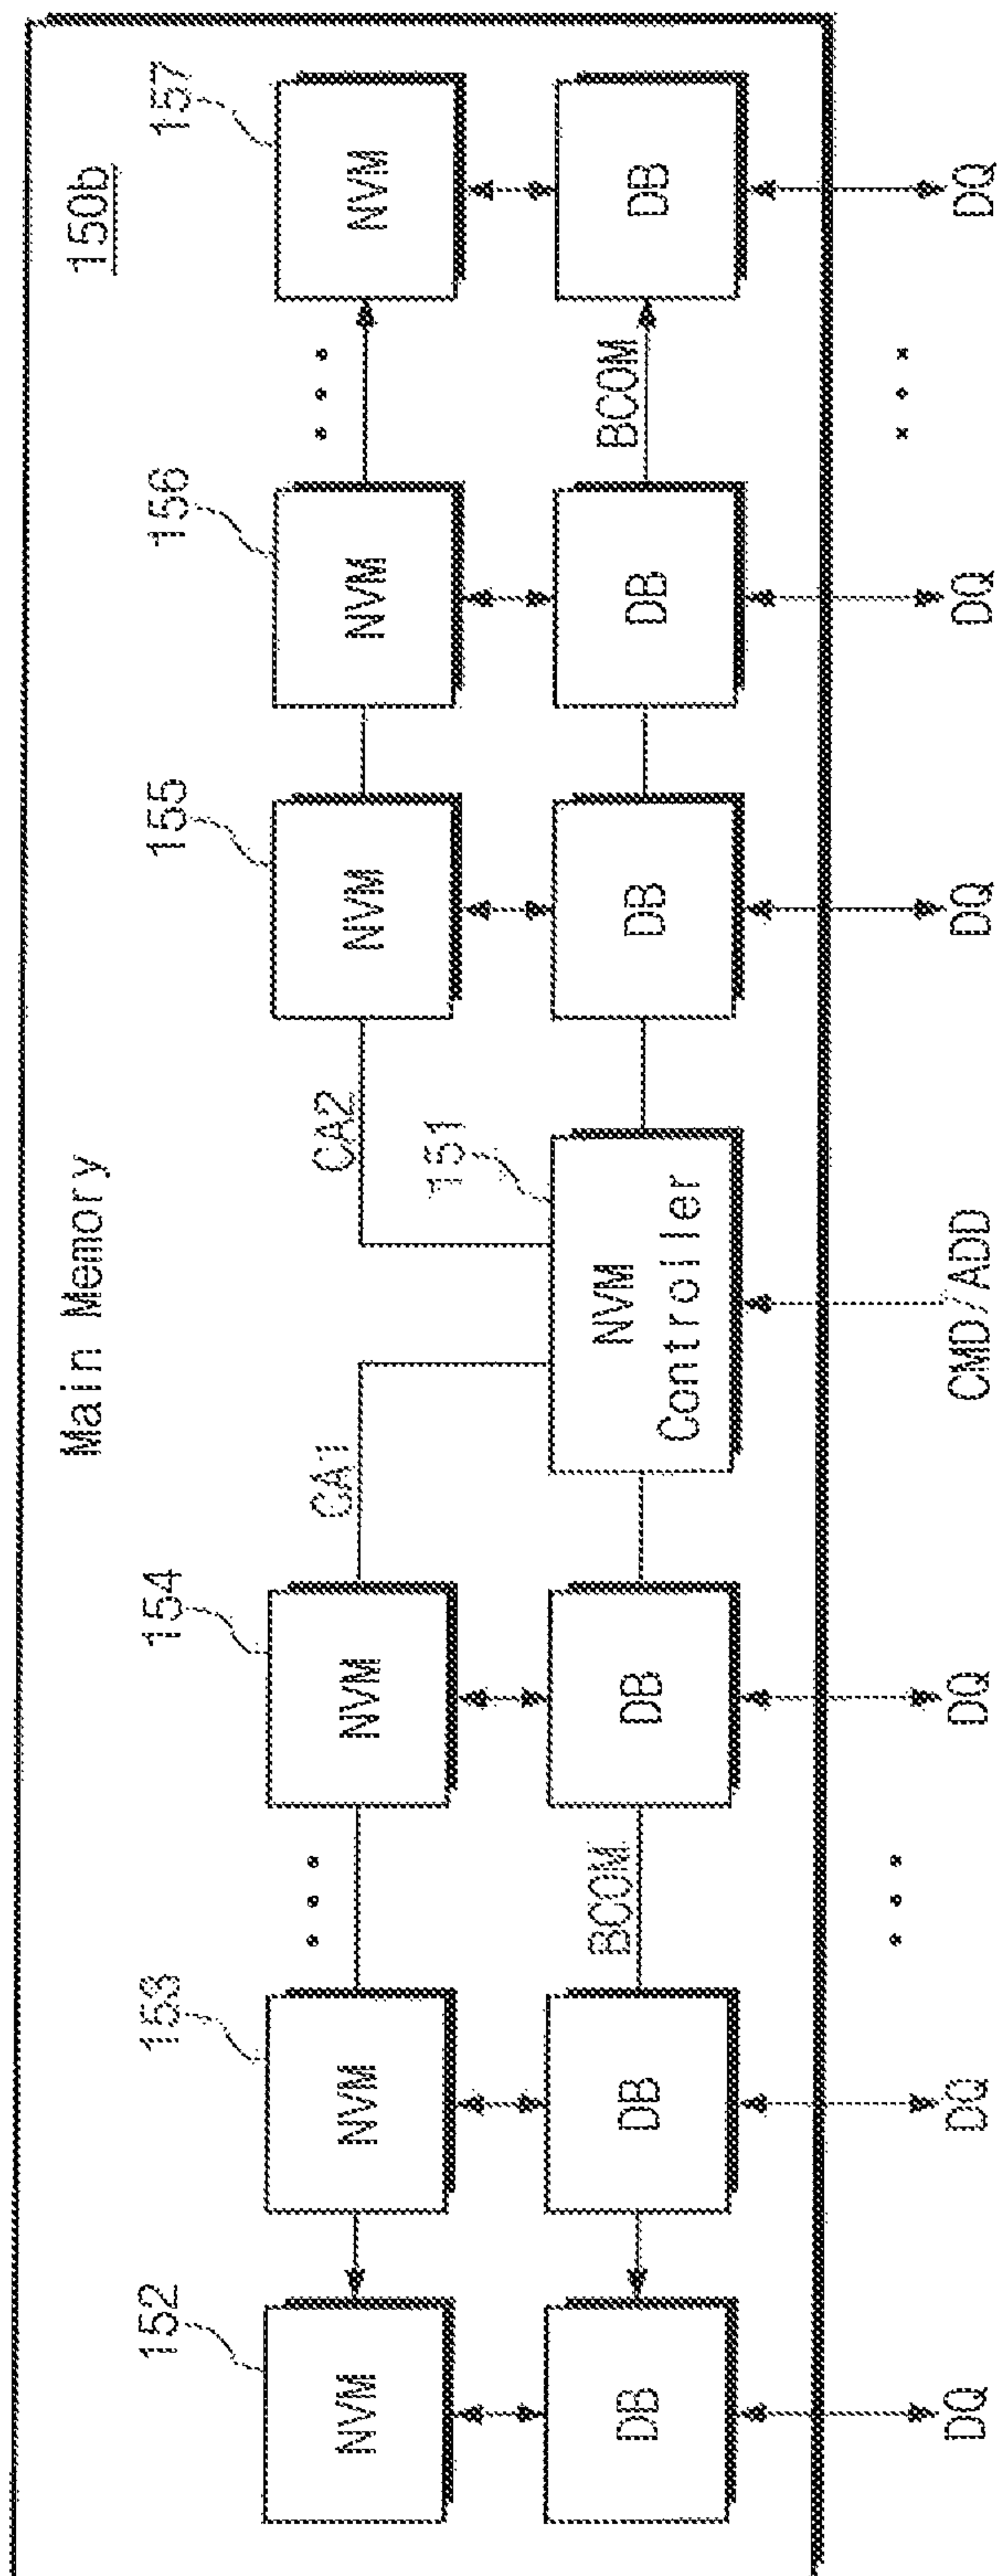 Main Memory
150b
152
153
154
155
156
157
NVM
NVM
NVM
CA1
CA2
NVM
NVM
NVM
151
DB
DB
BCOM
DB
NVM
Controller
DB
DB
BCOM
DB
DQ
DQ
DQ
CMD/ADD
DQ
DQ
DQ